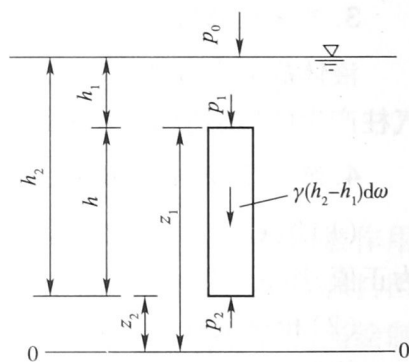 p₀
h₁
p₁
h₂
h
z₁
γ(h₂−h₁)dω
z₂
p₂
0
0